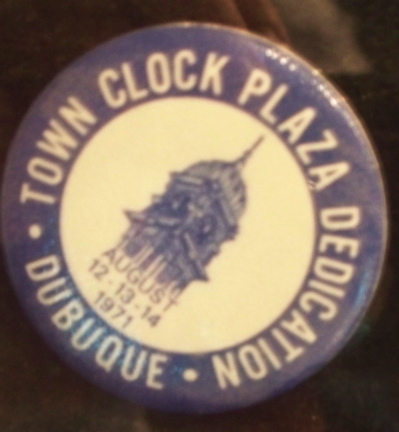 • TOWN CLOCK PLAZA DEDICATION • DUBUQUE
AUGUST
12-13-14
1971